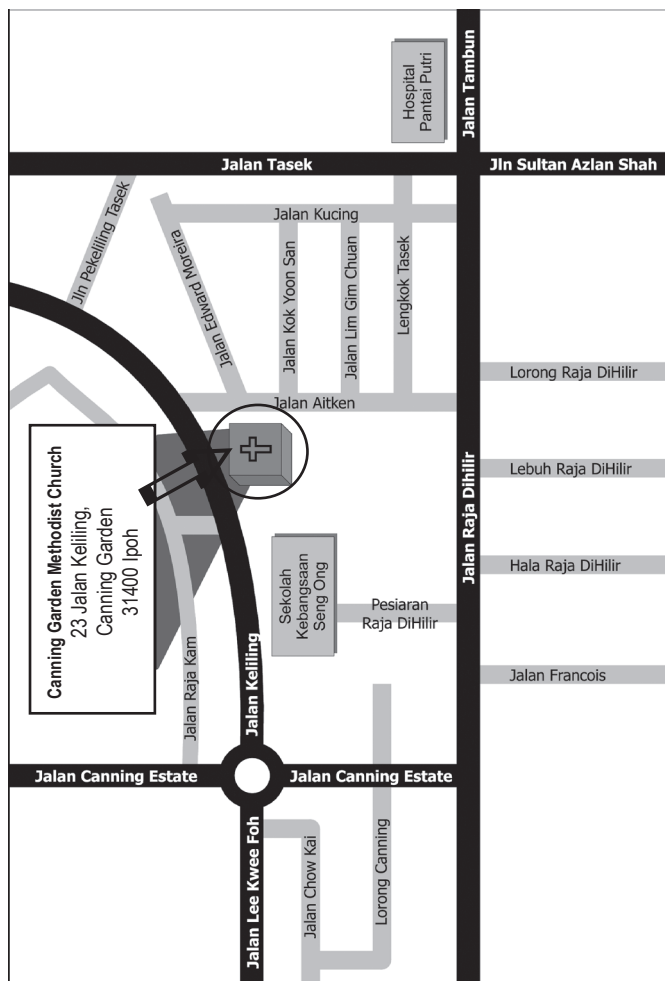 Hospital
Pantai Putri
Jalan Tambun
Jalan Tasek
Jln Sultan Azlan Shah
Jln Pekeliling Tasek
Jalan Kucing
Jalan Edward Moreira
Jalan Kok Yoon San
Jalan Lim Gim Chuan
Lengkok Tasek
Lorong Raja DiHilir
Jalan Aitken
Lebuh Raja DiHilir
Canning Garden Methodist Church
23 Jalan Keliling,
Canning Garden
31400 Ipoh
Jalan Raja Dihilir
Hala Raja DiHilir
Sekolah
Kebangsaan
Seng Ong
Pesiaran
Raja DiHilir
Jalan Raja Kam
Jalan Keliling
Jalan Francois
Jalan Canning Estate
Jalan Canning Estate
Jalan Lee Kwee Foh
Jalan Chow Kai
Lorong Canning